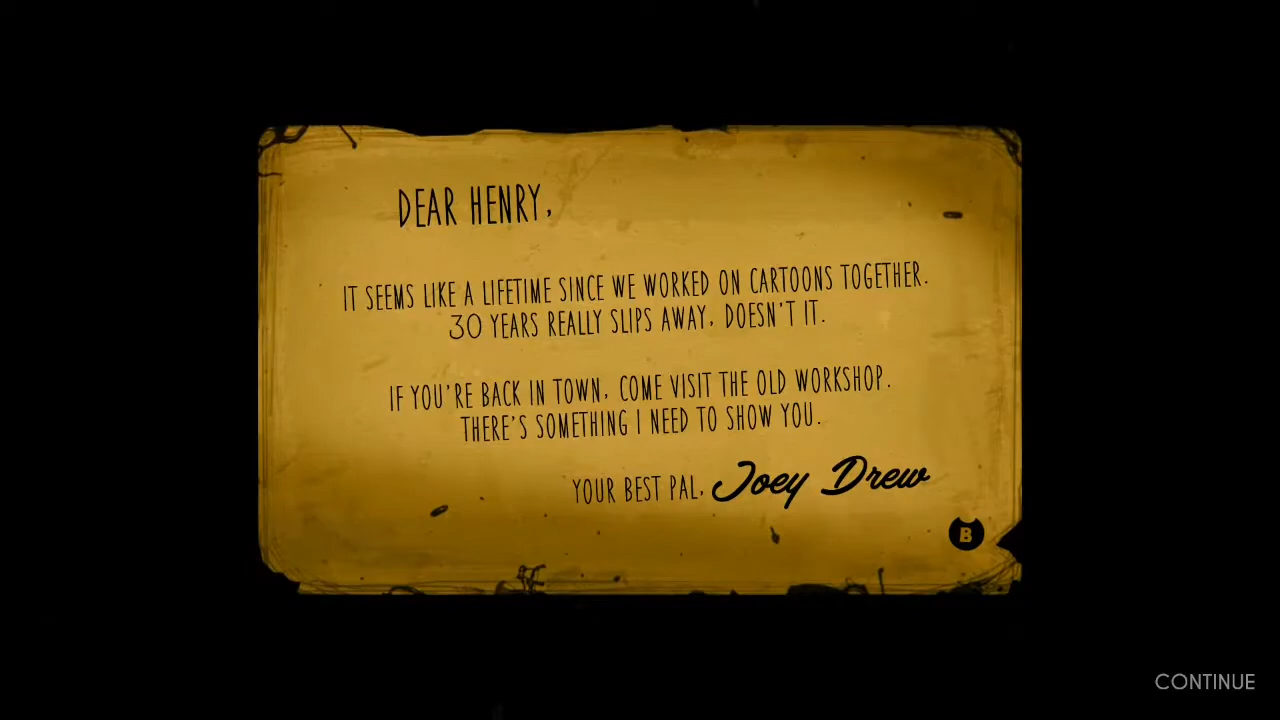 DEAR HENRY,
IT SEEMS LIKE A LIFETIME SINCE WE WORKED ON CARTOONS TOGETHER.
30 YEARS REALLY SLIPS AWAY, DOESN'T IT.
IF YOU'RE BACK IN TOWN, COME VISIT THE OLD WORKSHOP.
THERE'S SOMETHING I NEED TO SHOW YOU.
YOUR BEST PAL, Joey Drew
B
CONTINUE